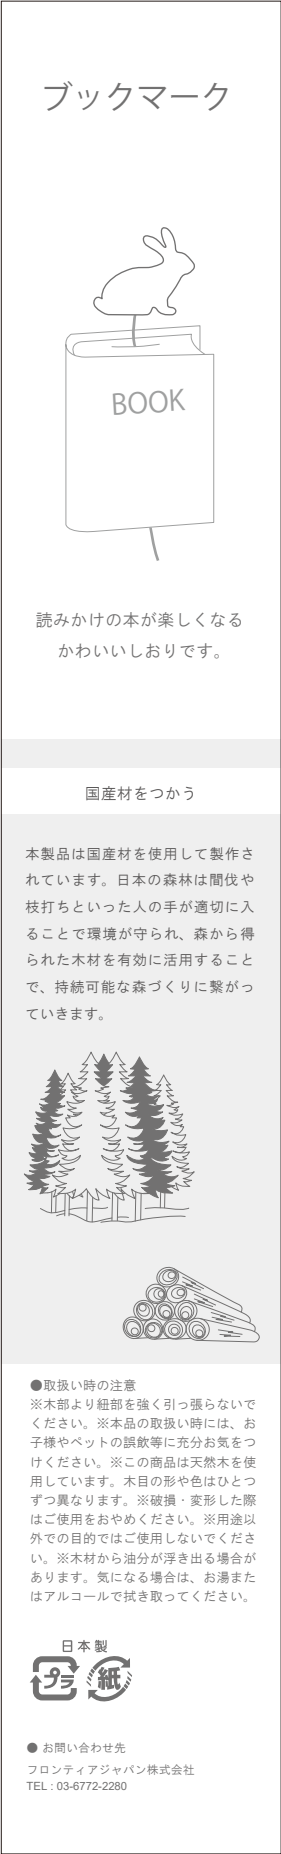 ブックマーク
BOOK
読みかけの本が楽しくなる
かわいいしおりです。
国産材をつかう
本製品は国産材を使用して製作さ
れています。日本の森林は間伐や
枝打ちといった人の手が適切に入
ることで環境が守られ、森から得
られた木材を有効に活用すること
で、持続可能な森づくりに繋がっ
ていきます。
●取扱い時の注意
※木部より紐部を強く引っ張らないで
ください。※本品の取扱い時には、お
子様やペットの誤飲等に充分お気をつ
けください。※この商品は天然木を使
用しています。木目の形や色はひとつ
ずつ異なります。※破損・変形した際
はご使用をおやめください。※用途以
外での目的ではご使用しないでくださ
い。※木材から油分が浮き出る場合が
あります。気になる場合は、お湯また
はアルコールで拭き取ってください。
日本製
プラ 紙
● お問い合わせ先
フロンティアジャパン株式会社
TEL : 03-6772-2280